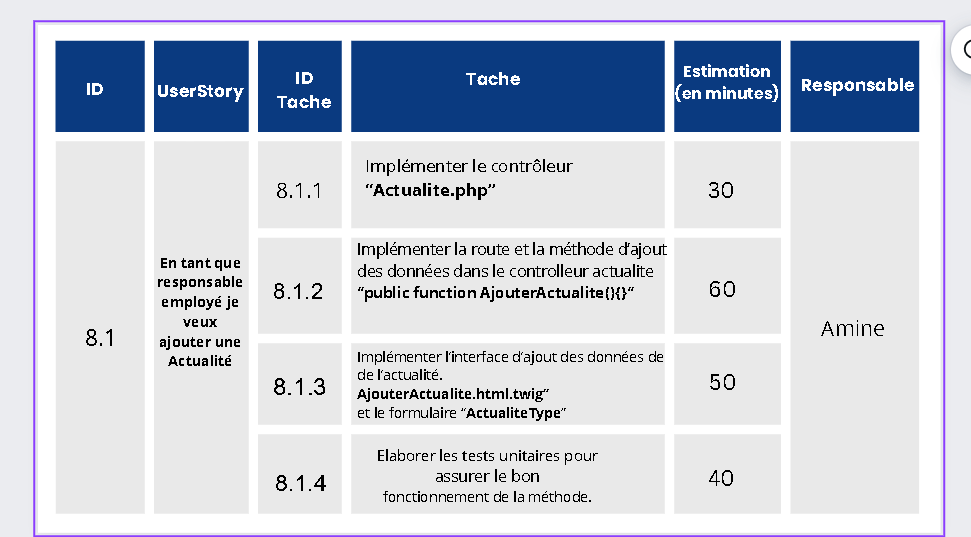 ID
UserStory
ID
Tache
Tache
Estimation
(en minutes)
Responsable
8.1
En tant que
responsable
employé je
veux
ajouter une
Actualité
8.1.1
Implémenter le contrôleur
“Actualite.php”
30
8.1.2
Implémenter la route et la méthode d’ajout
des données dans le controlleur actualite
“public function AjouterActualite(){}“
60
8.1.3
Implémenter l’interface d’ajout des données de
de l’actualité.
AjouterActualite.html.twig”
et le formulaire “ActualiteType”
50
8.1.4
Elaborer les tests unitaires pour
assurer le bon
fonctionnement de la méthode.
40
Amine